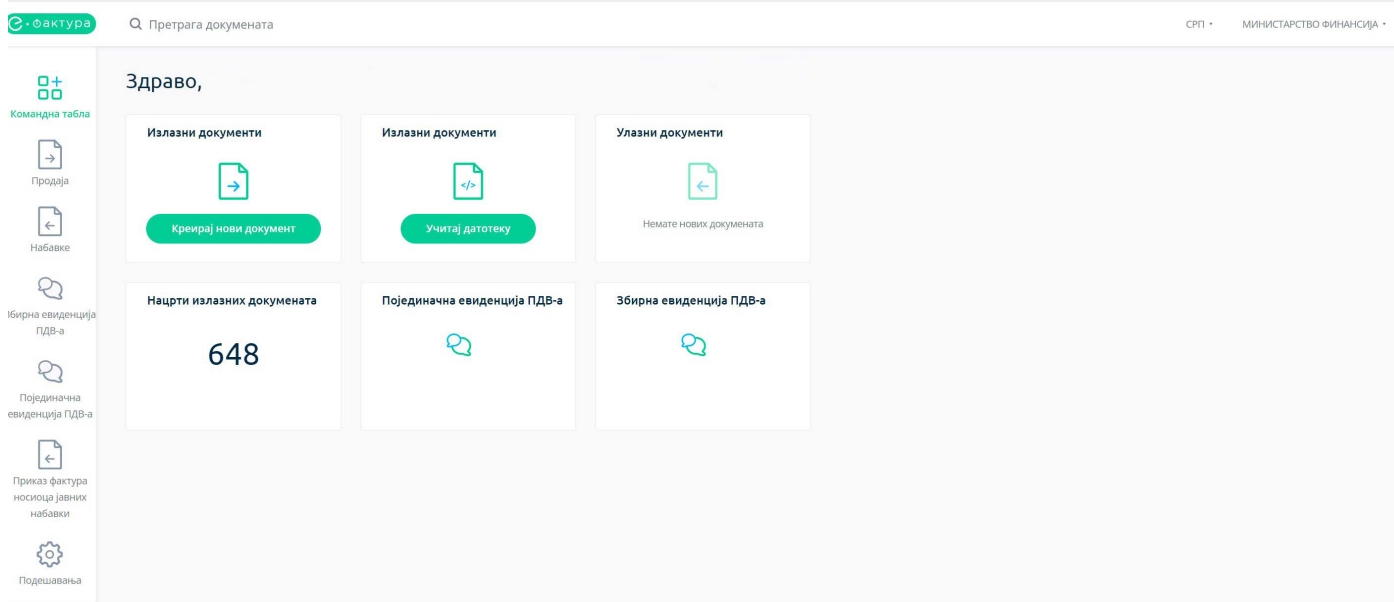 е·Фактура
Претрага докумената
СРП
МИНИСТАРСТВО ФИНАНСИЈА
Командна табла
Продаја
Набавке
Збирна евиденција
ПДВ-а
Појединачна
евиденција ПДВ-а
Приказ фактура
носиоца јавних
набавки
Подешавања
Здраво,
Излазни документи
Креирај нови документ
Излазни документи
</>
Учитај датотеку
Улазни документи
Немате нових докумената
Нацрти излазних докумената
648
Појединачна евиденција ПДВ-а
Збирна евиденција ПДВ-а